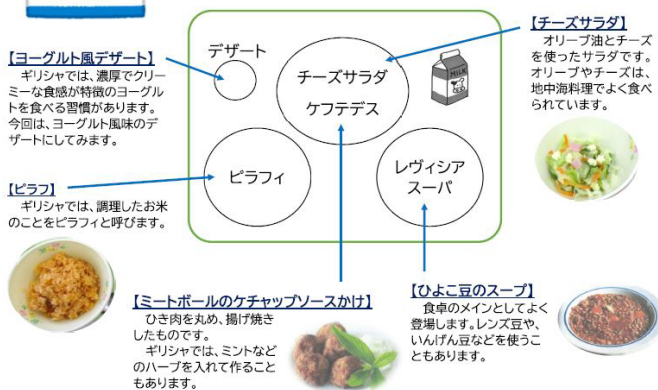 【ヨーグルト風デザート】
ギリシャでは、濃厚でクリー
ミーな食感が特徴のヨーグル
トを食べる習慣があります。
今回は、ヨーグルト風味のデ
ザートにしてみます。
【ピラフ】
ギリシャでは、調理したお米
のことをピラフィと呼びます。
デザート
チーズサラダ
ケフテデス
MILK
ピラフィ
レヴィシア
スーパ
【チーズサラダ】
オリーブ油とチーズ
を使ったサラダです。
オリーブやチーズは、
地中海料理でよく食べ
られています。
【ミートボールのケチャップソースかけ】
ひき肉を丸め、揚げ焼き
したものです。
ギリシャでは、ミントなど
のハーブを入れて作ること
もあります。
【ひよこ豆のスープ】
食卓のメインとしてよく
登場します。レンズ豆や、
いんげん豆などを使うこ
ともあります。